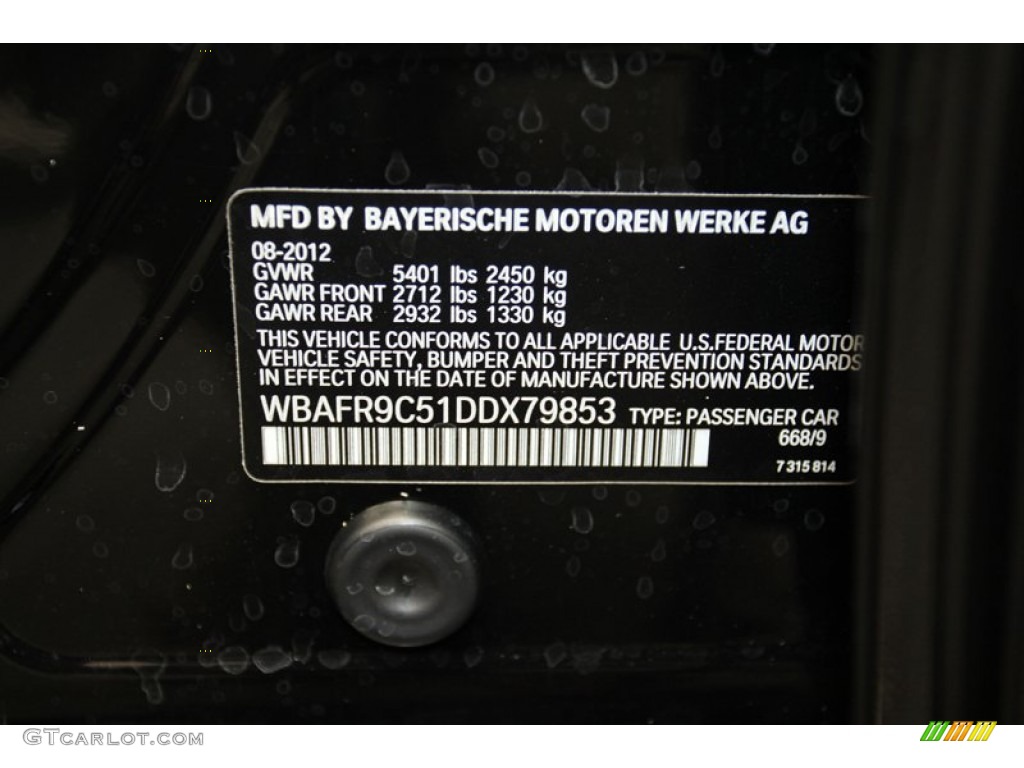 MFD BY BAYERISCHE MOTOREN WERKE AG
08-2012
GVWR 5401 lbs 2450 kg
GAWR FRONT 2712 lbs 1230 kg
GAWR REAR 2932 lbs 1330 kg
THIS VEHICLE CONFORMS TO ALL APPLICABLE U.S.FEDERAL MOTOR
VEHICLE SAFETY, BUMPER AND THEFT PREVENTION STANDARDS
IN EFFECT ON THE DATE OF MANUFACTURE SHOWN ABOVE.
WBAFR9C51DDX79853 TYPE: PASSENGER CAR
668/9
7 315 814
GTCARLOT.COM